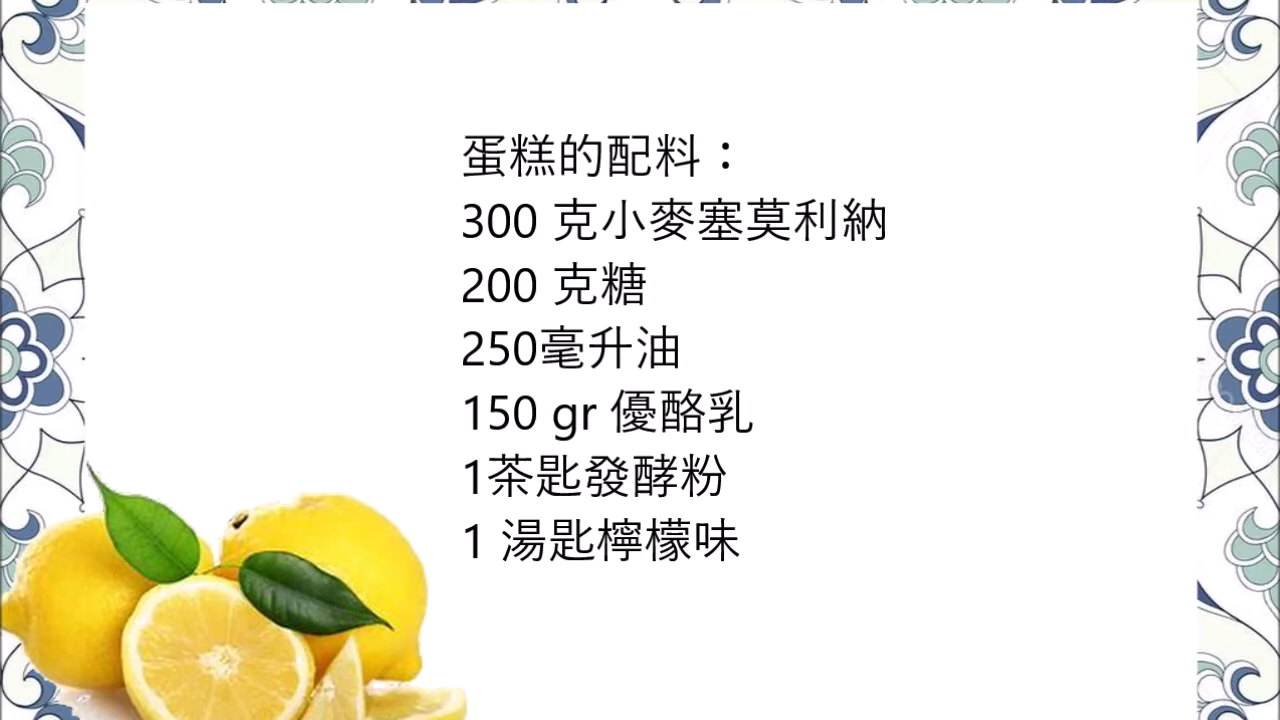 蛋糕的配料：
300 克小麥塞莫利納
200 克糖
250毫升油
150 gr 優酪乳
1茶匙發酵粉
1 湯匙檸檬味